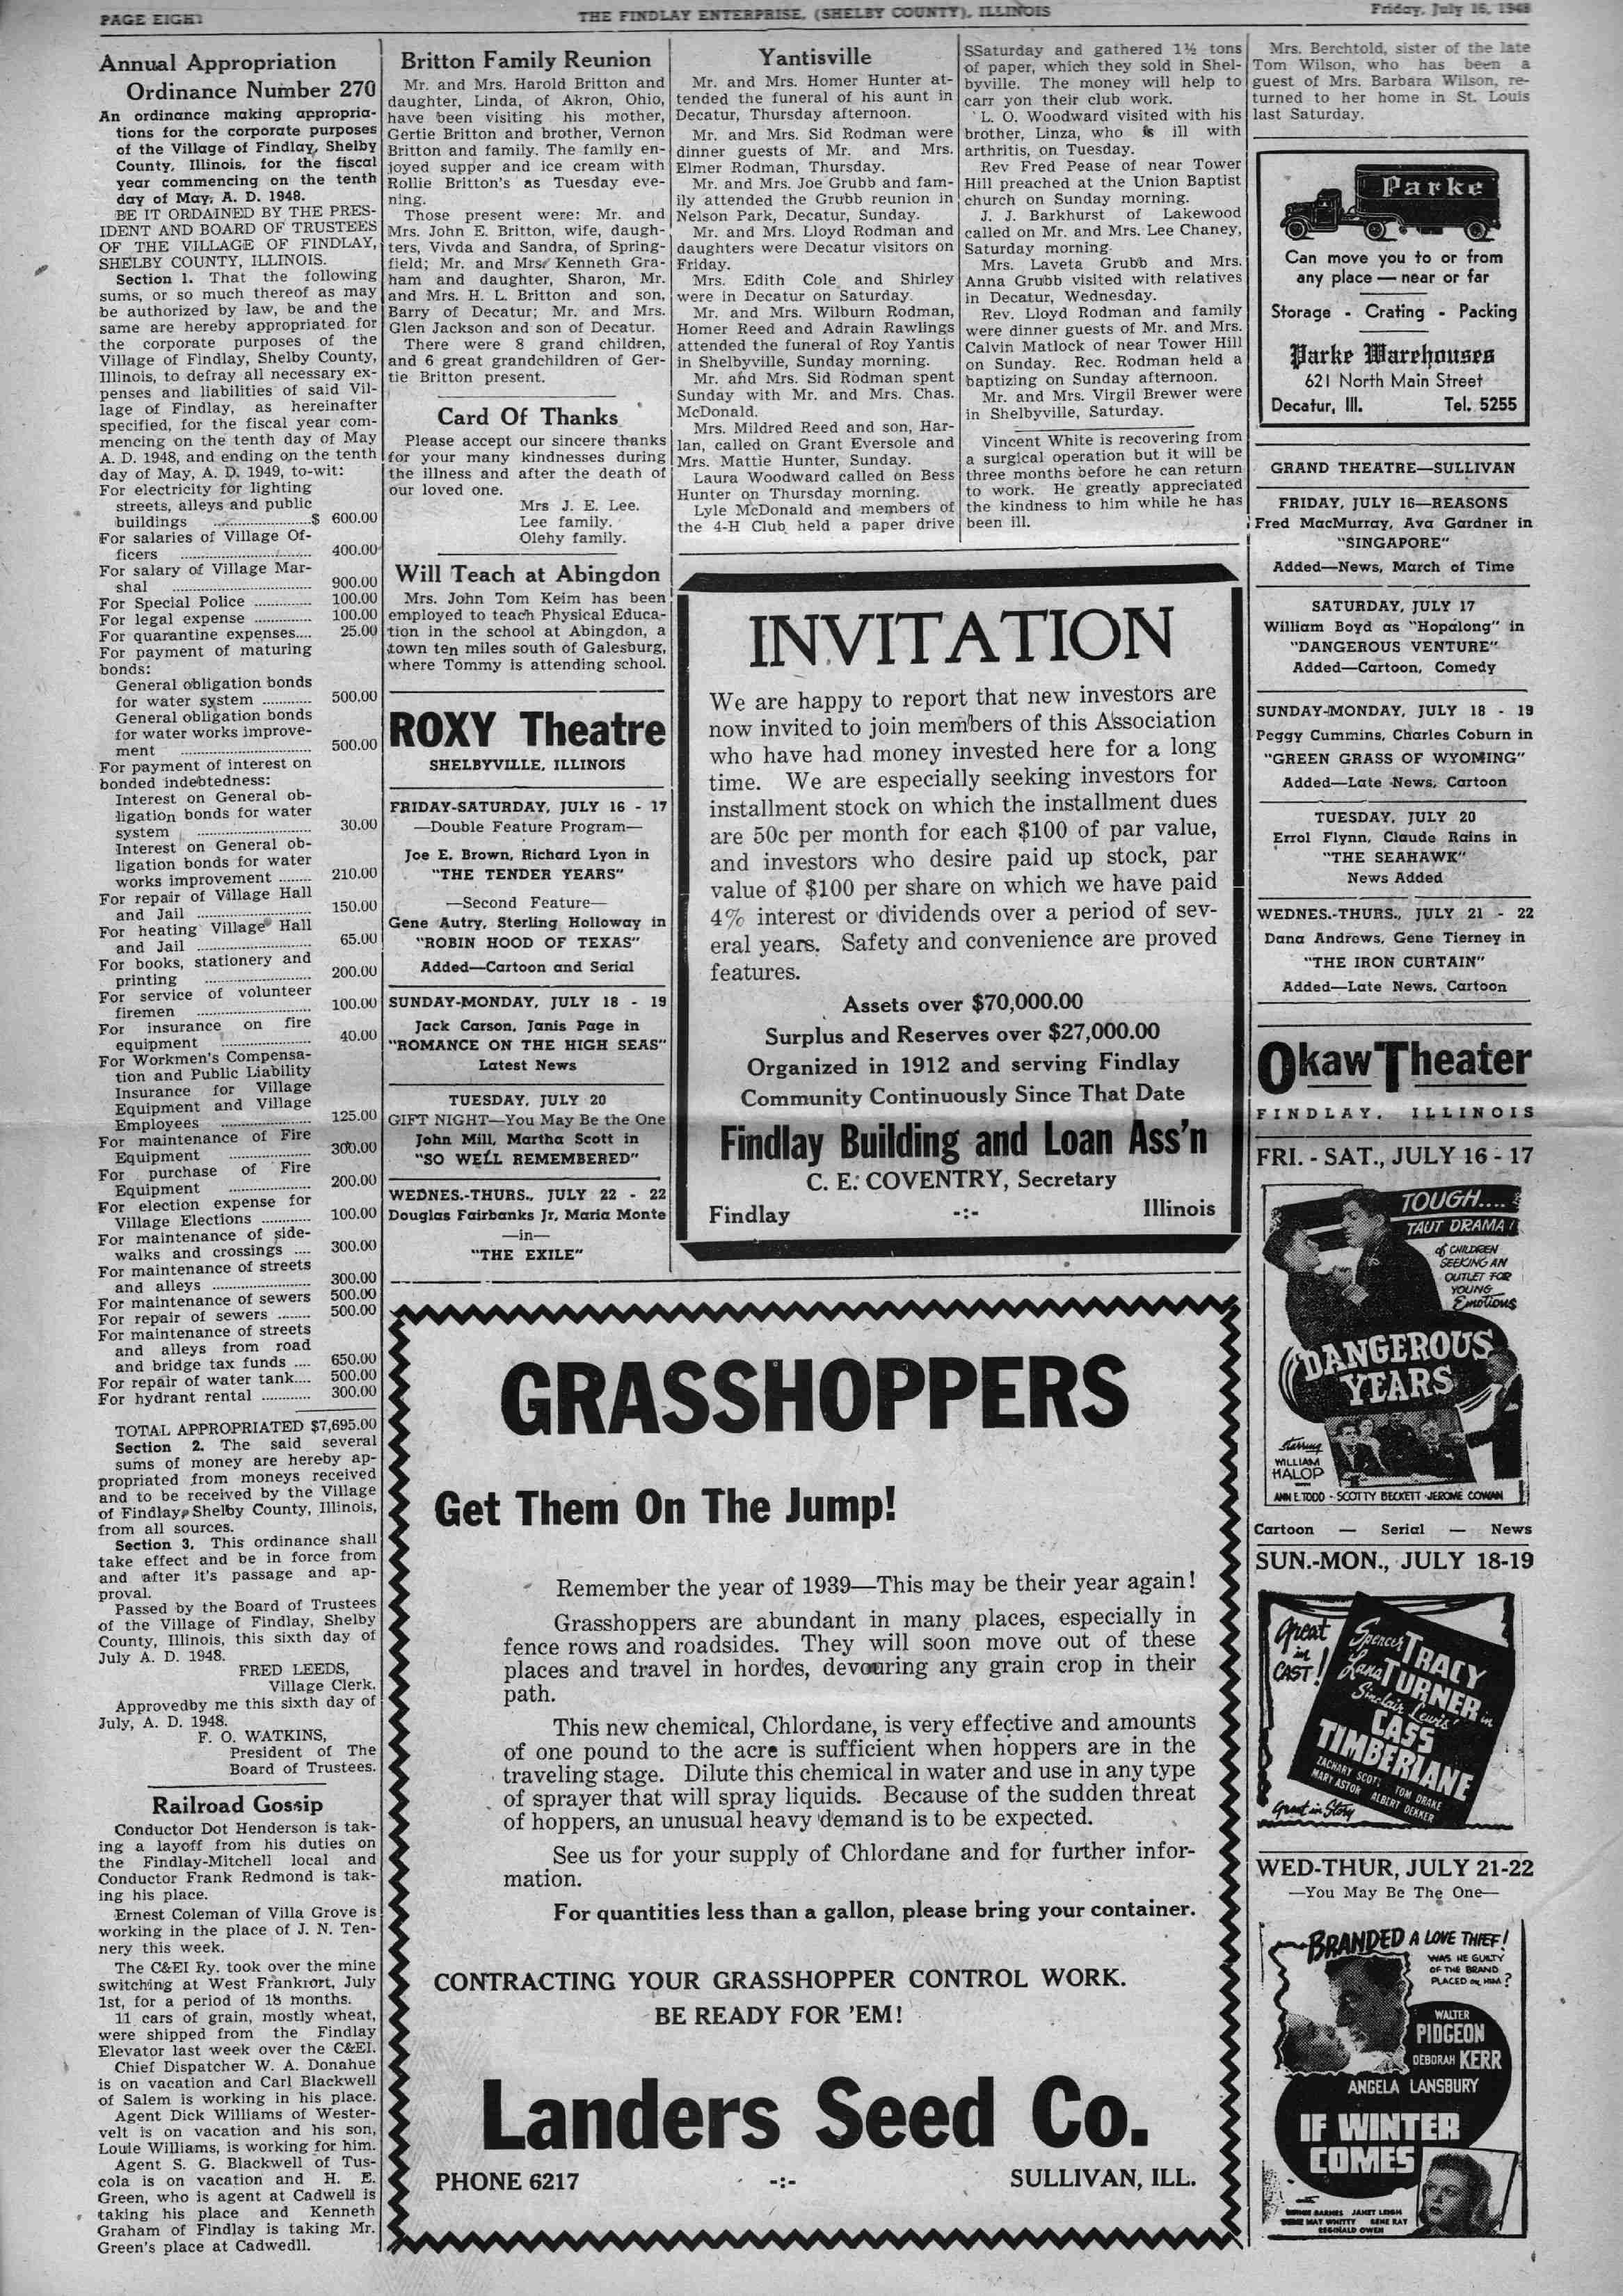 PAGE EIGHT
THE FINDLAY ENTERPRISE, (SHELBY COUNTY), ILLINOIS
Friday, July 16, 1948
Annual Appropriation
Ordinance Number 270
An ordinance making appropria-
tions for the corporate purposes
of the Village of Findlay, Shelby
County, Illinois, for the fiscal
year commencing on the tenth
day of May, A. D. 1948.
BE IT ORDAINED BY THE PRES-
IDENT AND BOARD OF TRUSTEES
OF THE VILLAGE OF FINDLAY,
SHELBY COUNTY, ILLINOIS.
Section 1. That the following
sums, or so much thereof as may
be authorized by law, be and the
same are hereby appropriated for
the corporate purposes of the
Village of Findlay, Shelby County,
Illinois, to defray all necessary ex-
penses and liabilities of said Vil-
lage of Findlay, as hereinafter
specified, for the fiscal year com-
mencing on the tenth day of May
A. D. 1948, and ending on the tenth
day of May, A. D. 1949, to-wit:
For electricity for lighting
streets, alleys and public
buildings ........................$ 600.00
For salaries of Village Of-
ficers ................................ 400.00
For salary of Village Mar-
shal .................................. 900.00
For Special Police .............. 100.00
For legal expense .............. 100.00
For quarantine expenses.... 25.00
For payment of maturing
bonds:
General obligation bonds
for water system ............ 500.00
General obligation bonds
for water works improve-
ment ................................ 500.00
For payment of interest on
bonded indebtedness:
Interest on General ob-
ligation bonds for water
system ............................ 30.00
Interest on General ob-
ligation bonds for water
works improvement ........ 210.00
For repair of Village Hall
and Jail ............................ 150.00
For heating Village Hall
and Jail ............................ 65.00
For books, stationery and
printing .......................... 200.00
For service of volunteer
firemen ............................ 100.00
For insurance on fire
equipment ...................... 40.00
For Workmen's Compensa-
tion and Public Liability
Insurance for Village
Equipment and Village
Employees ...................... 125.00
For maintenance of Fire
Equipment .................... 300.00
For purchase of Fire
Equipment .................... 200.00
For election expense for
Village Elections ............ 100.00
For maintenance of side-
walks and crossings .... 300.00
For maintenance of streets
and alleys ........................ 300.00
For maintenance of sewers 500.00
For repair of sewers ........ 500.00
For maintenance of streets
and alleys from road
and bridge tax funds .... 650.00
For repair of water tank.... 500.00
For hydrant rental ............ 300.00
TOTAL APPROPRIATED $7,695.00
Section 2. The said several
sums of money are hereby ap-
propriated from moneys received
and to be received by the Village
of Findlay, Shelby County, Illinois,
from all sources.
Section 3. This ordinance shall
take effect and be in force from
and after it's passage and ap-
proval.
Passed by the Board of Trustees
of the Village of Findlay, Shelby
County, Illinois, this sixth day of
July A. D. 1948.
FRED LEEDS,
Village Clerk.
Approvedby me this sixth day of
July, A. D. 1948.
F. O. WATKINS,
President of The
Board of Trustees.
Railroad Gossip
Conductor Dot Henderson is tak-
ing a layoff from his duties on
the Findlay-Mitchell local and
Conductor Frank Redmond is tak-
ing his place.
Ernest Coleman of Villa Grove is
working in the place of J. N. Ten-
nery this week.
The C&EI Ry. took over the mine
switching at West Frankfort, July
1st, for a period of 18 months.
11 cars of grain, mostly wheat,
were shipped from the Findlay
Elevator last week over the C&EI.
Chief Dispatcher W. A. Donahue
is on vacation and Carl Blackwell
of Salem is working in his place.
Agent Dick Williams of Wester-
velt is on vacation and his son,
Louie Williams, is working for him.
Agent S. G. Blackwell of Tus-
cola is on vacation and H. E.
Green, who is agent at Cadwell is
taking his place and Kenneth
Graham of Findlay is taking Mr.
Green's place at Cadwedll.
Britton Family Reunion
Mr. and Mrs. Harold Britton and
daughter, Linda, of Akron, Ohio,
have been visiting his mother,
Gertie Britton and brother, Vernon
Britton and family. The family en-
joyed supper and ice cream with
Rollie Britton's as Tuesday eve-
ning.
Those present were: Mr. and
Mrs. John E. Britton, wife, daugh-
ters, Vivda and Sandra, of Spring-
field; Mr. and Mrs. Kenneth Gra-
ham and daughter, Sharon, Mr.
and Mrs. H. L. Britton and son,
Barry of Decatur; Mr. and Mrs.
Glen Jackson and son of Decatur.
There were 8 grand children,
and 6 great grandchildren of Ger-
tie Britton present.
Card Of Thanks
Please accept our sincere thanks
for your many kindnesses during
the illness and after the death of
our loved one.
Mrs J. E. Lee.
Lee family.
Olehy family.
Will Teach at Abingdon
Mrs. John Tom Keim has been
employed to teach Physical Educa-
tion in the school at Abingdon, a
town ten miles south of Galesburg,
where Tommy is attending school.
ROXY Theatre
SHELBYVILLE, ILLINOIS
FRIDAY-SATURDAY, JULY 16 - 17
—Double Feature Program—
Joe E. Brown, Richard Lyon in
"THE TENDER YEARS"
—Second Feature—
Gene Autry, Sterling Holloway in
"ROBIN HOOD OF TEXAS"
Added—Cartoon and Serial
SUNDAY-MONDAY, JULY 18 - 19
Jack Carson, Janis Page in
"ROMANCE ON THE HIGH SEAS"
Latest News
TUESDAY, JULY 20
GIFT NIGHT—You May Be the One
John Mill, Martha Scott in
"SO WELL REMEMBERED"
WEDNES.-THURS., JULY 22 - 22
Douglas Fairbanks Jr, Maria Monte
—in—
"THE EXILE"
Yantisville
Mr. and Mrs. Homer Hunter at-
tended the funeral of his aunt in
Decatur, Thursday afternoon.
Mr. and Mrs. Sid Rodman were
dinner guests of Mr. and Mrs.
Elmer Rodman, Thursday.
Mr. and Mrs. Joe Grubb and fam-
ily attended the Grubb reunion in
Nelson Park, Decatur, Sunday.
Mr. and Mrs. Lloyd Rodman and
daughters were Decatur visitors on
Friday.
Mrs. Edith Cole and Shirley
were in Decatur on Saturday.
Mr. and Mrs. Wilburn Rodman,
Homer Reed and Adrain Rawlings
attended the funeral of Roy Yantis
in Shelbyville, Sunday morning.
Mr. and Mrs. Sid Rodman spent
Sunday with Mr. and Mrs. Chas.
McDonald.
Mrs. Mildred Reed and son, Har-
lan, called on Grant Eversole and
Mrs. Mattie Hunter, Sunday.
Laura Woodward called on Bess
Hunter on Thursday morning.
Lyle McDonald and members of
the 4-H Club held a paper drive
SSaturday and gathered 1½ tons
of paper, which they sold in Shel-
byville. The money will help to
carr yon their club work.
L. O. Woodward visited with his
brother, Linza, who is ill with
arthritis, on Tuesday.
Rev Fred Pease of near Tower
Hill preached at the Union Baptist
church on Sunday morning.
J. J. Barkhurst of Lakewood
called on Mr. and Mrs. Lee Chaney,
Saturday morning.
Mrs. Laveta Grubb and Mrs.
Anna Grubb visited with relatives
in Decatur, Wednesday.
Rev. Lloyd Rodman and family
were dinner guests of Mr. and Mrs.
Calvin Matlock of near Tower Hill
on Sunday. Rec. Rodman held a
baptizing on Sunday afternoon.
Mr. and Mrs. Virgil Brewer were
in Shelbyville, Saturday.
Vincent White is recovering from
a surgical operation but it will be
three months before he can return
to work. He greatly appreciated
the kindness to him while he has
been ill.
INVITATION
We are happy to report that new investors are
now invited to join members of this Association
who have had money invested here for a long
time. We are especially seeking investors for
installment stock on which the installment dues
are 50c per month for each $100 of par value,
and investors who desire paid up stock, par
value of $100 per share on which we have paid
4% interest or dividends over a period of sev-
eral years. Safety and convenience are proved
features.
Assets over $70,000.00
Surplus and Reserves over $27,000.00
Organized in 1912 and serving Findlay
Community Continuously Since That Date
Findlay Building and Loan Ass'n
C. E. COVENTRY, Secretary
Findlay -:- Illinois
GRASSHOPPERS
Get Them On The Jump!
Remember the year of 1939—This may be their year again!
Grasshoppers are abundant in many places, especially in
fence rows and roadsides. They will soon move out of these
places and travel in hordes, devouring any grain crop in their
path.
This new chemical, Chlordane, is very effective and amounts
of one pound to the acre is sufficient when hoppers are in the
traveling stage. Dilute this chemical in water and use in any type
of sprayer that will spray liquids. Because of the sudden threat
of hoppers, an unusual heavy demand is to be expected.
See us for your supply of Chlordane and for further infor-
mation.
For quantities less than a gallon, please bring your container.
CONTRACTING YOUR GRASSHOPPER CONTROL WORK.
BE READY FOR 'EM!
Landers Seed Co.
PHONE 6217 -:- SULLIVAN, ILL.
Mrs. Berchtold, sister of the late
Tom Wilson, who has been a
guest of Mrs. Barbara Wilson, re-
turned to her home in St. Louis
last Saturday.
Parke
Can move you to or from
any place — near or far
Storage - Crating - Packing
Parke Warehouses
621 North Main Street
Decatur, Ill. Tel. 5255
GRAND THEATRE—SULLIVAN
FRIDAY, JULY 16—REASONS
Fred MacMurray, Ava Gardner in
"SINGAPORE"
Added—News, March of Time
SATURDAY, JULY 17
William Boyd as "Hopalong" in
"DANGEROUS VENTURE"
Added—Cartoon, Comedy
SUNDAY-MONDAY, JULY 18 - 19
Peggy Cummins, Charles Coburn in
"GREEN GRASS OF WYOMING"
Added—Late News, Cartoon
TUESDAY, JULY 20
Errol Flynn, Claude Rains in
"THE SEAHAWK"
News Added
WEDNES.-THURS., JULY 21 - 22
Dana Andrews, Gene Tierney in
"THE IRON CURTAIN"
Added—Late News, Cartoon
Okaw Theater
FINDLAY, ILLINOIS
FRI. - SAT., JULY 16 - 17
TOUGH....
TAUT DRAMA!
of CHILDREN
SEEKING AN
OUTLET FOR
YOUNG
Emotions
DANGEROUS
YEARS
starring
WILLIAM
HALOP
ANN E. TODD - SCOTTY BECKETT - JEROME COWAN
Cartoon — Serial — News
SUN.-MON., JULY 18-19
Great
in
CAST!
Spencer TRACY
Lana TURNER in
Sinclair Lewis'
CASS
TIMBERLANE
ZACHARY SCOTT, TOM DRAKE
MARY ASTOR ALBERT DEKKER
Great in Story
WED-THUR, JULY 21-22
—You May Be The One—
BRANDED A LOVE THIEF!
WAS HE GUILTY
OF THE BRAND
PLACED on HIM?
WALTER
PIDGEON
DEBORAH KERR
ANGELA LANSBURY
IF WINTER
COMES
BARNES JANET LEIGH
MAY WHITTY RENE RAY
REGINALD OWEN